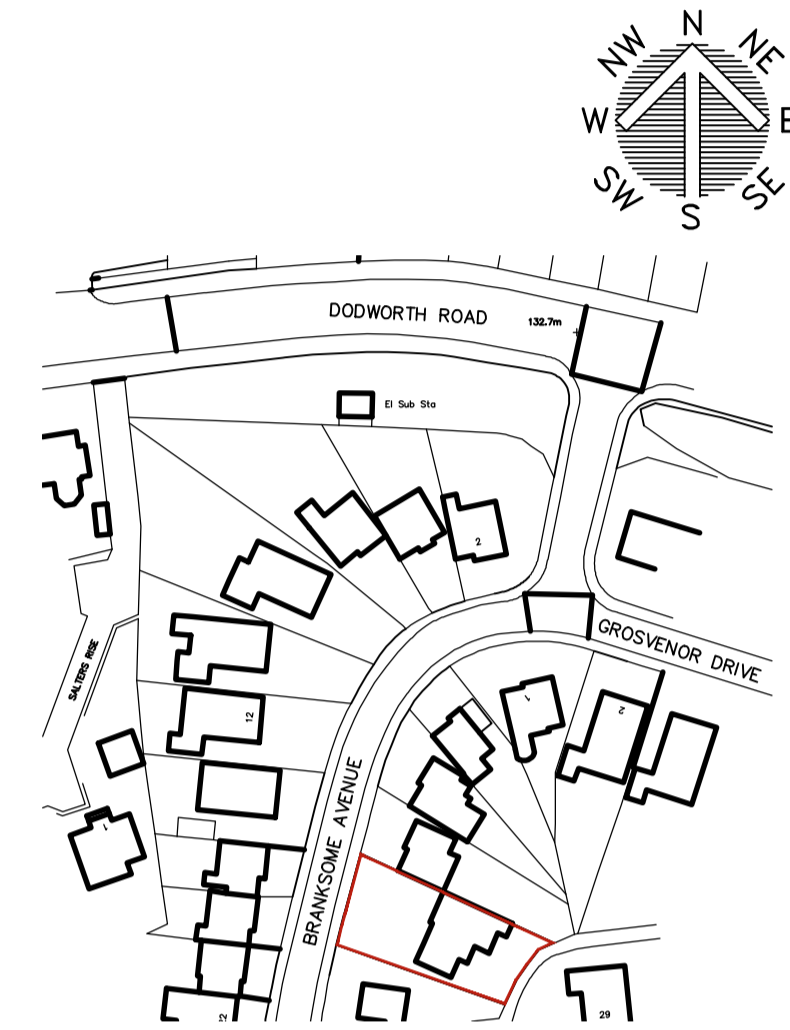 N
NW
NE
W
E
SW
SE
S
DODWORTH ROAD
132.7m
El Sub Sta
2
GROSVENOR DRIVE
SALTERS RISE
1
2
12
BRANKSOME AVENUE
1
22
29